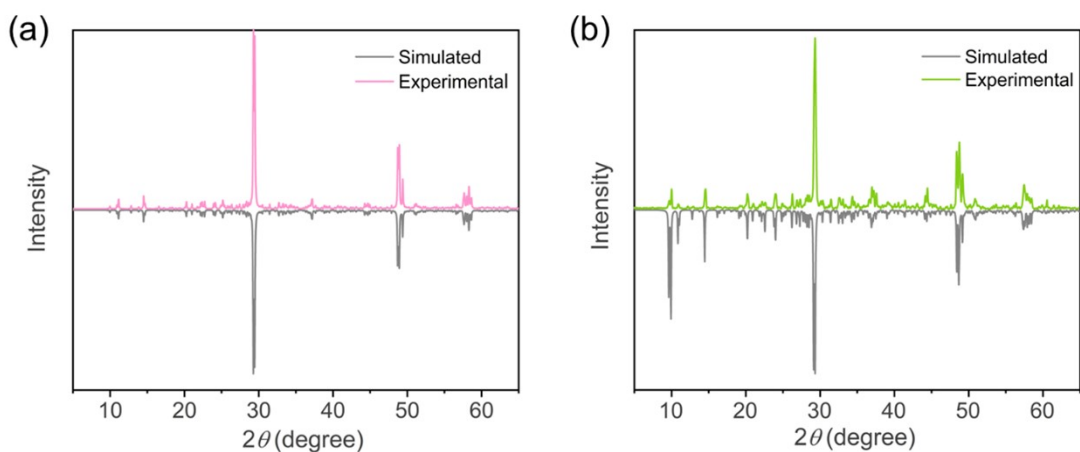 (a)
Simulated
Experimental
Intensity
10 20 30 40 50 60
2θ (degree)
(b)
Simulated
Experimental
Intensity
10 20 30 40 50 60
2θ (degree)